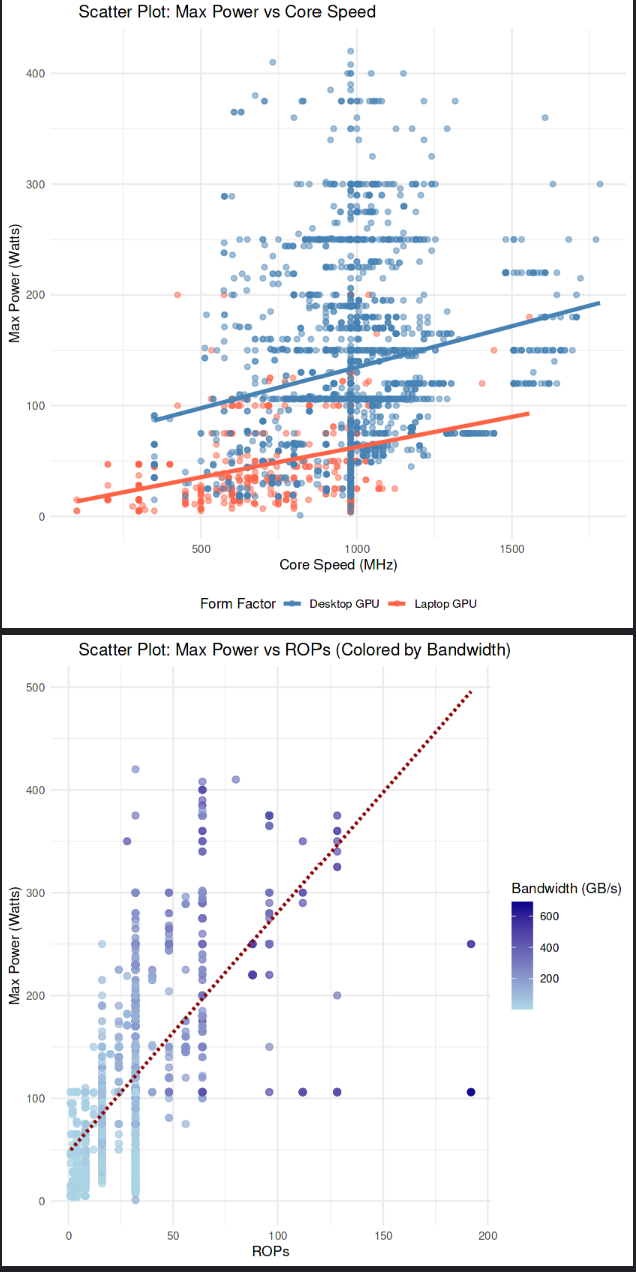 Scatter Plot: Max Power vs Core Speed
Max Power (Watts)
400
300
200
100
0
500 1000 1500
Core Speed (MHz)
Form Factor Desktop GPU Laptop GPU
Scatter Plot: Max Power vs ROPs (Colored by Bandwidth)
Max Power (Watts)
500
400
300
200
100
0
0 50 100 150 200
ROPs
Bandwidth (GB/s)
600
400
200